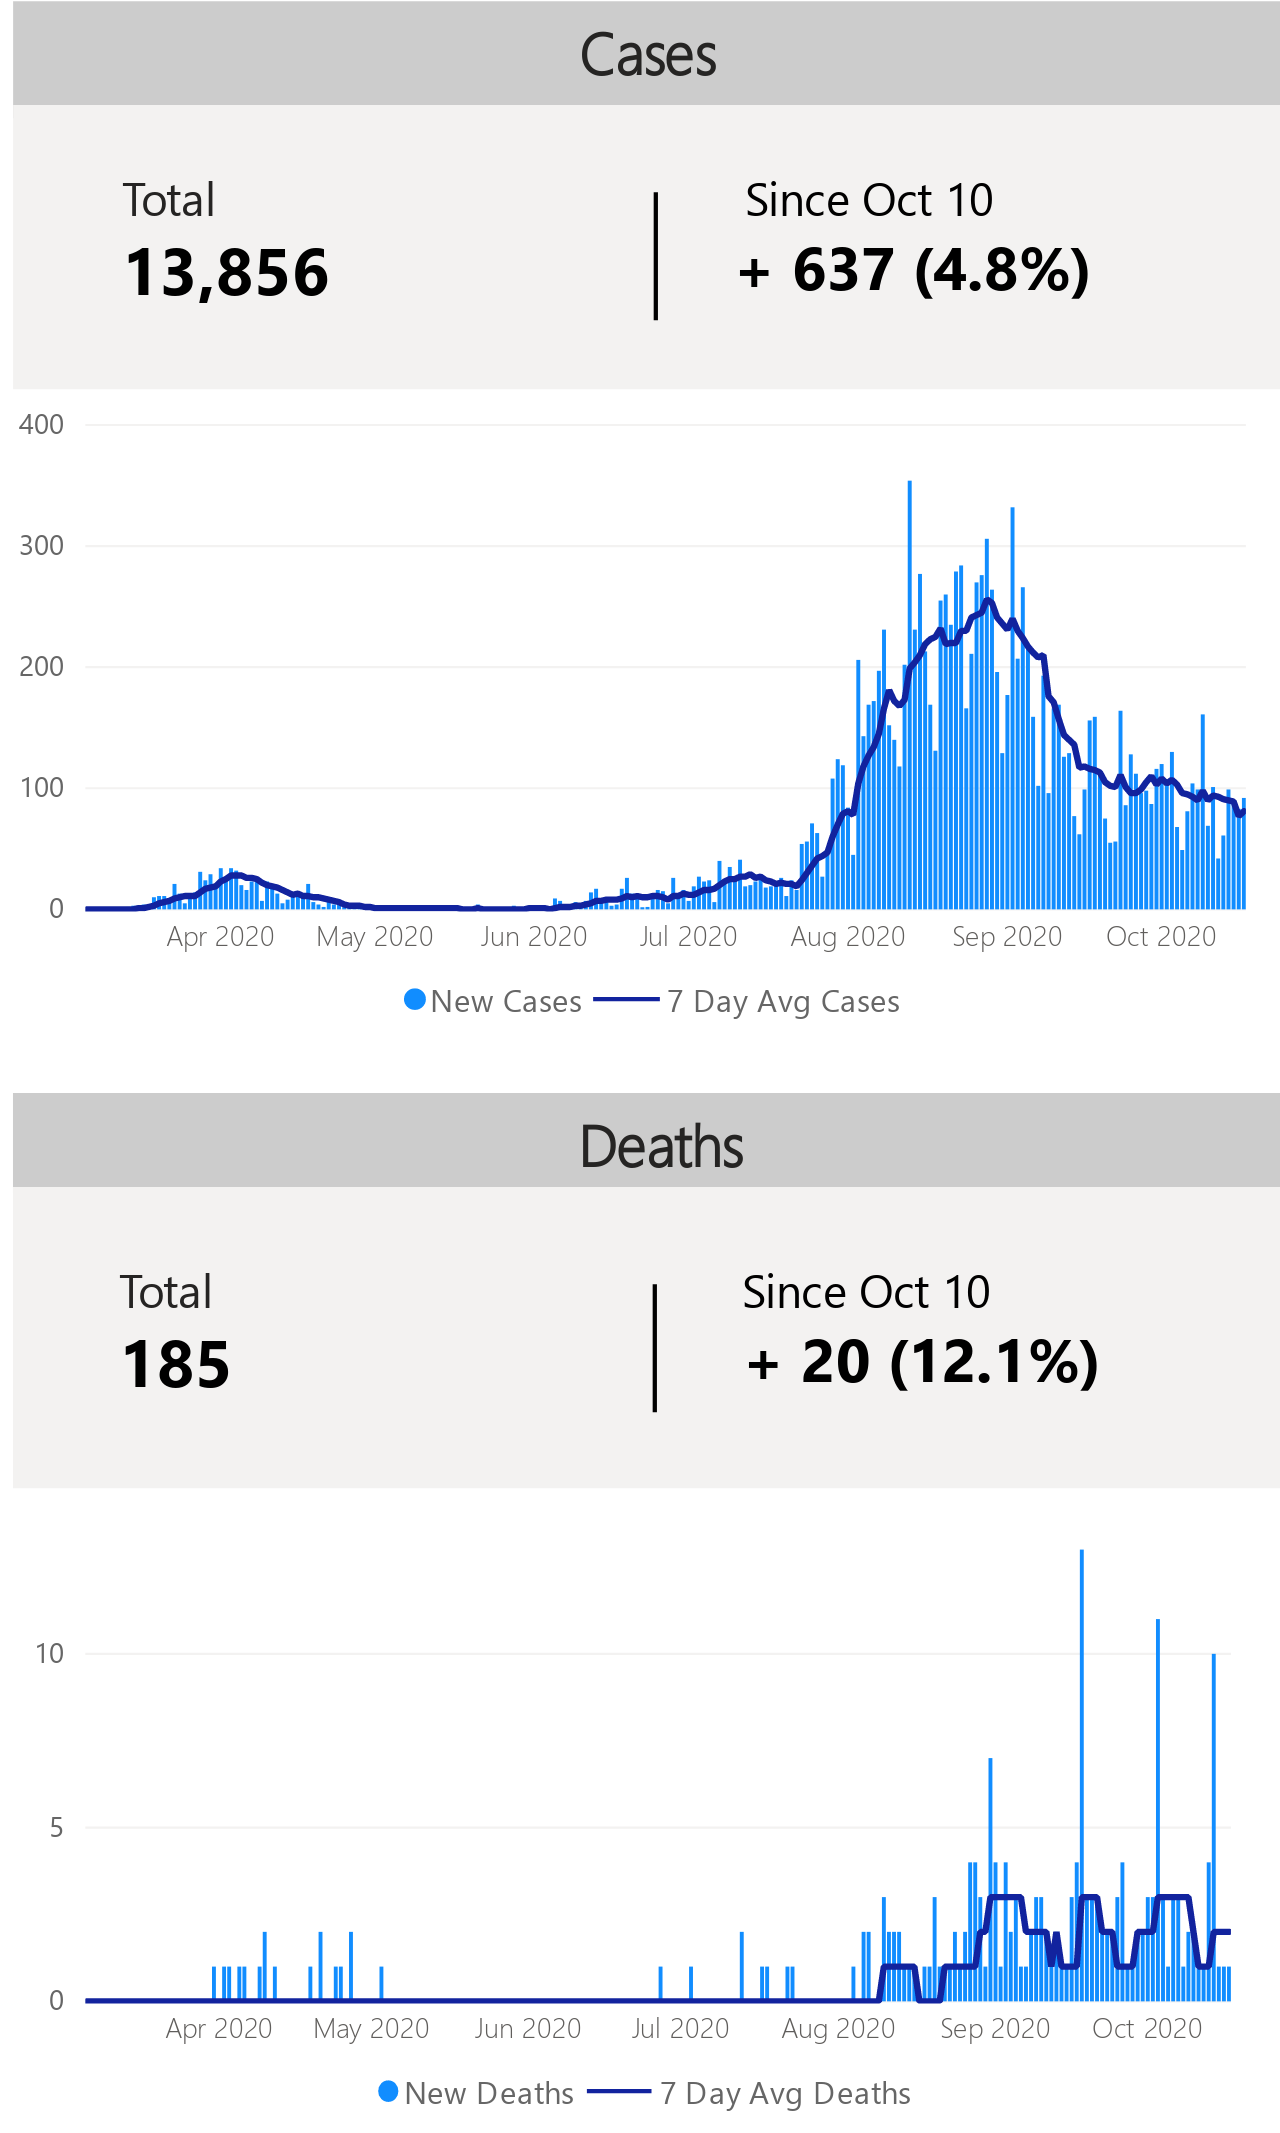 Cases
Total
Since Oct 10
13,856
+ 637 (4.8%)
400
300
200
100
0
Apr 2020 May 2020 Jun 2020 Jul 2020 Aug 2020 Sep 2020 Oct 2020
New Cases 7 Day Avg Cases
Deaths
Total
Since Oct 10
185
+ 20 (12.1%)
10
5
0
Apr 2020 May 2020 Jun 2020 Jul 2020 Aug 2020 Sep 2020 Oct 2020
New Deaths 7 Day Avg Deaths